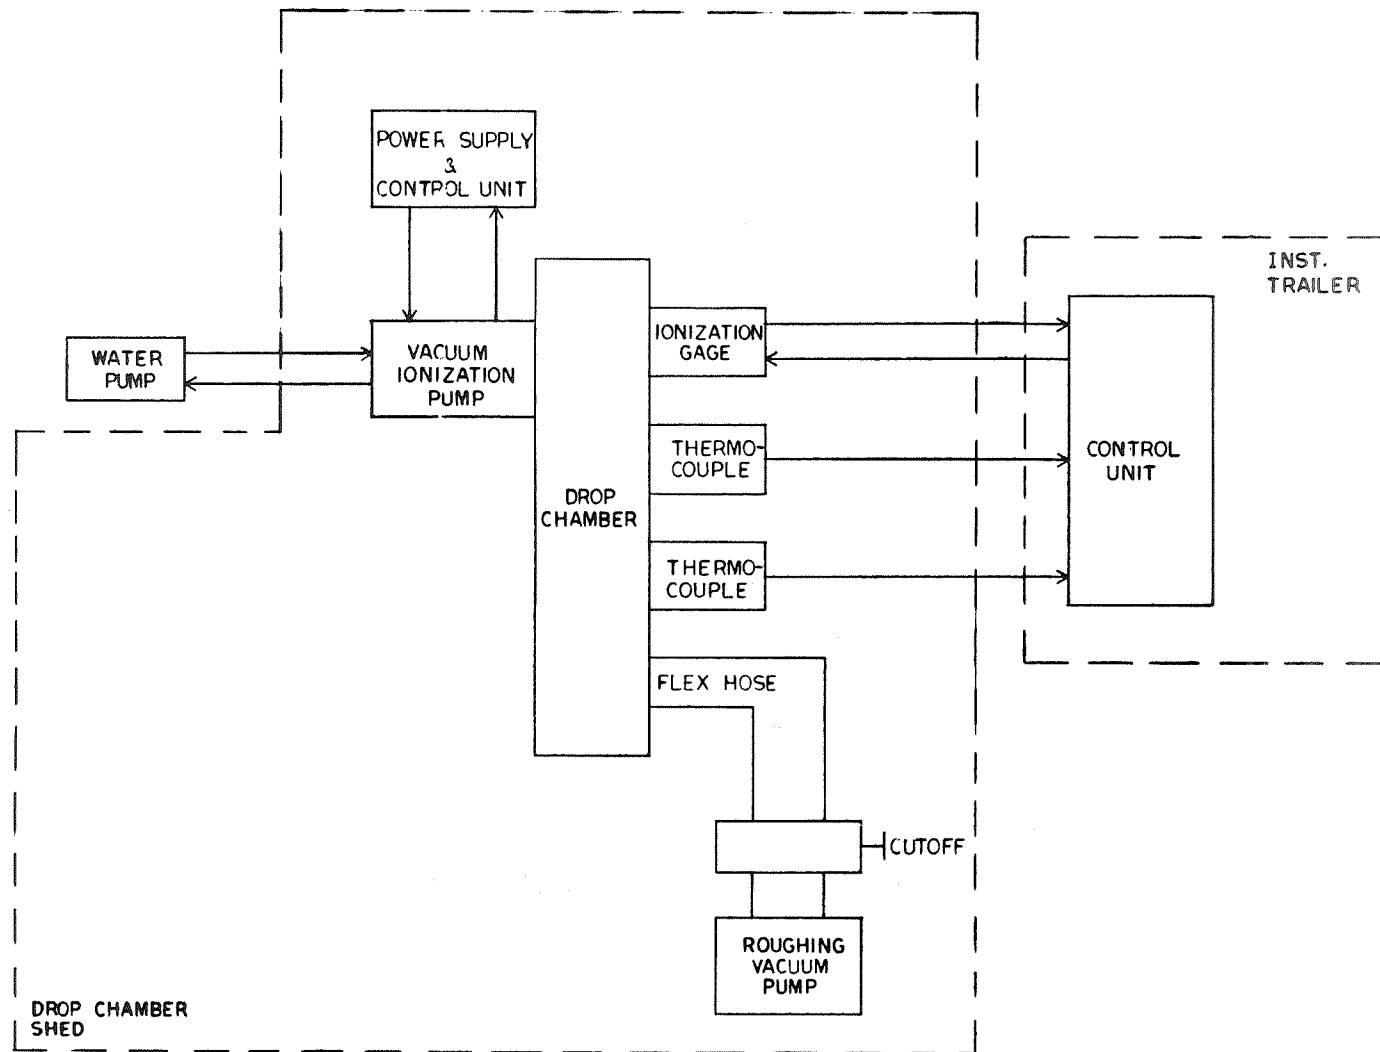 POWER SUPPLY
&
CONTROL UNIT
INST.
TRAILER
WATER
PUMP
VACUUM
IONIZATION
PUMP
IONIZATION
GAGE
THERMO-
COUPLE
CONTROL
UNIT
DROP
CHAMBER
THERMO-
COUPLE
FLEX HOSE
CUTOFF
ROUGHING
VACUUM
PUMP
DROP CHAMBER
SHED